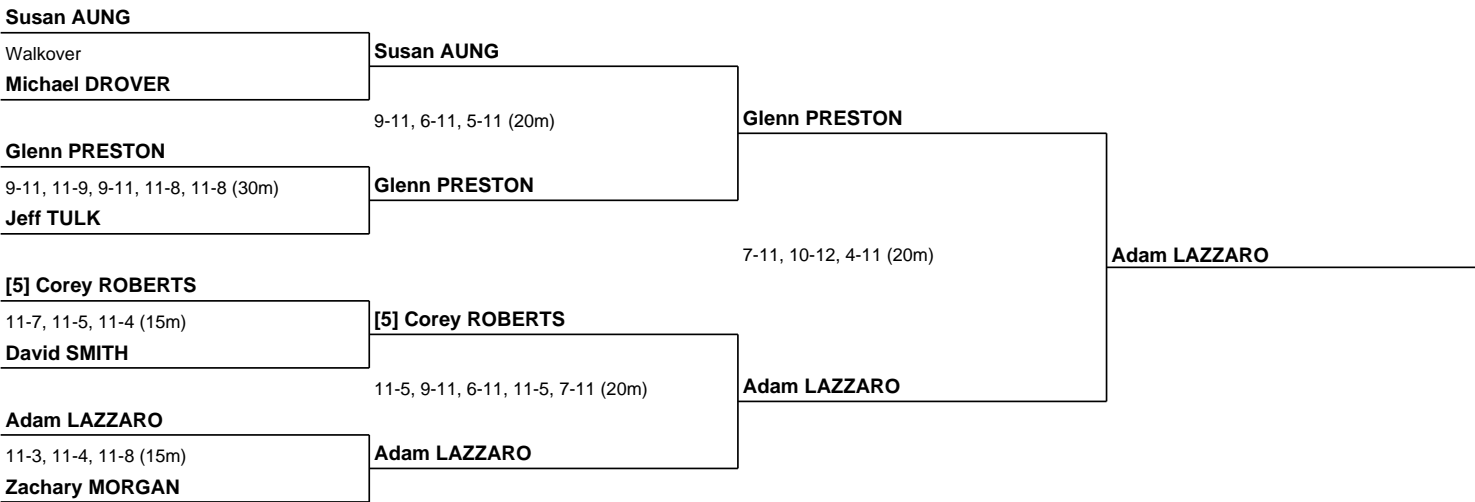 Susan AUNG
Walkover
Michael DROVER
Glenn PRESTON
9-11, 11-9, 9-11, 11-8, 11-8 (30m)
Jeff TULK
[5] Corey ROBERTS
11-7, 11-5, 11-4 (15m)
David SMITH
Adam LAZZARO
11-3, 11-4, 11-8 (15m)
Zachary MORGAN
Susan AUNG
9-11, 6-11, 5-11 (20m)
Glenn PRESTON
[5] Corey ROBERTS
11-5, 9-11, 6-11, 11-5, 7-11 (20m)
Adam LAZZARO
Glenn PRESTON
7-11, 10-12, 4-11 (20m)
Adam LAZZARO
Adam LAZZARO